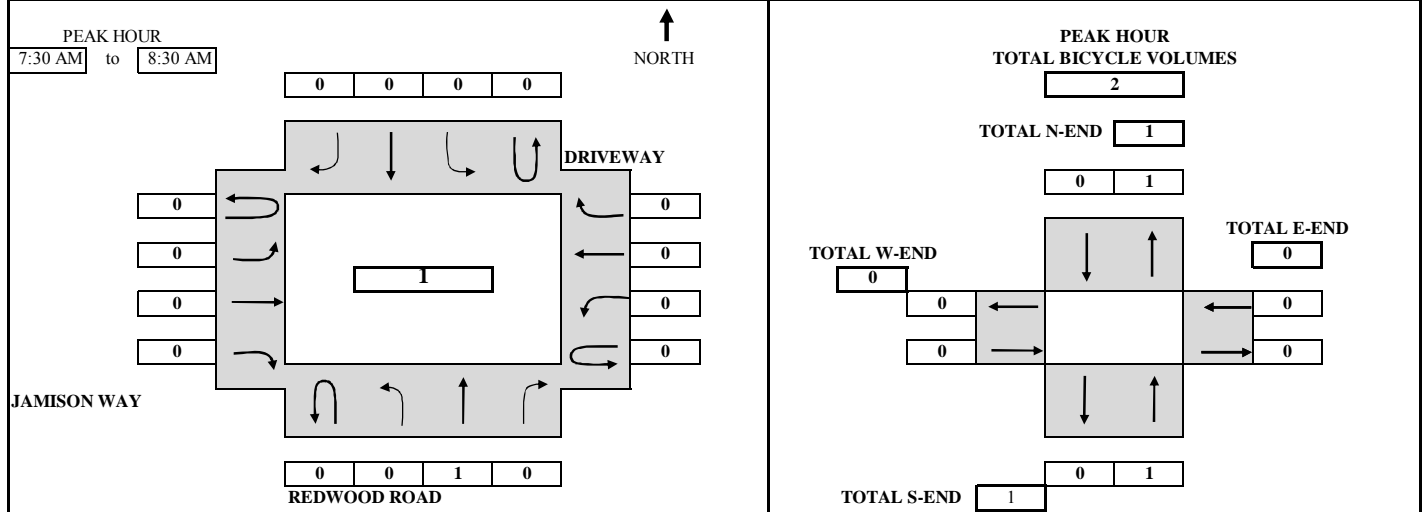 PEAK HOUR
7:30 AM to 8:30 AM
NORTH
0 0 0 0
DRIVEWAY
0 0
0 0
1
0 0
0 0
JAMISON WAY
0 0 1 0
REDWOOD ROAD
PEAK HOUR
TOTAL BICYCLE VOLUMES
2
TOTAL N-END 1
0 1
TOTAL E-END
0
TOTAL W-END
0
0 0
0 0
0 1
TOTAL S-END 1